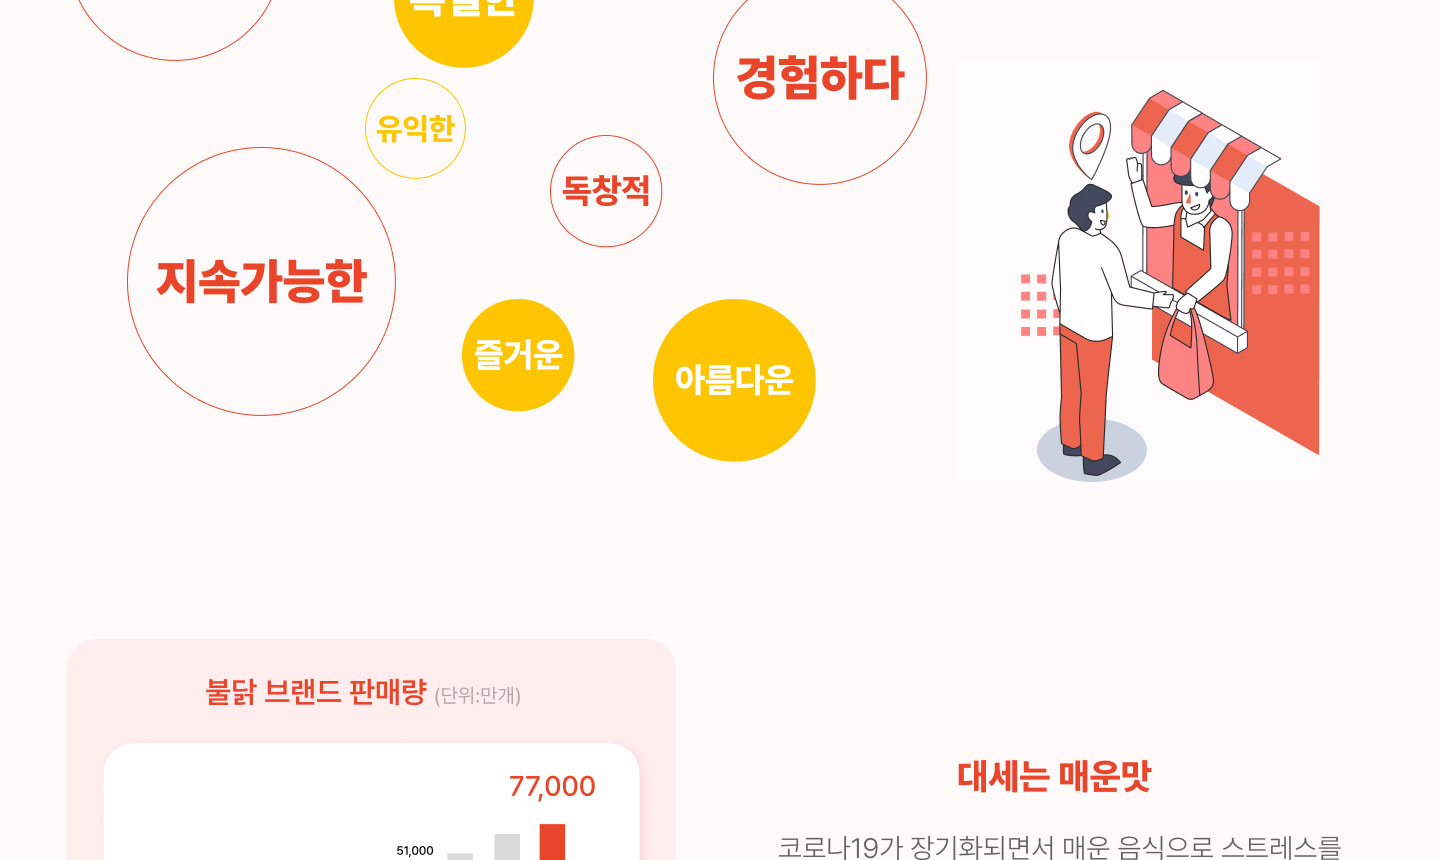 경험하다
유익한
독창적
지속가능한
즐거운
아름다운
불닭 브랜드 판매량 (단위:만개)
77,000
51,000
대세는 매운맛
코로나19가 장기화되면서 매운 음식으로 스트레스를